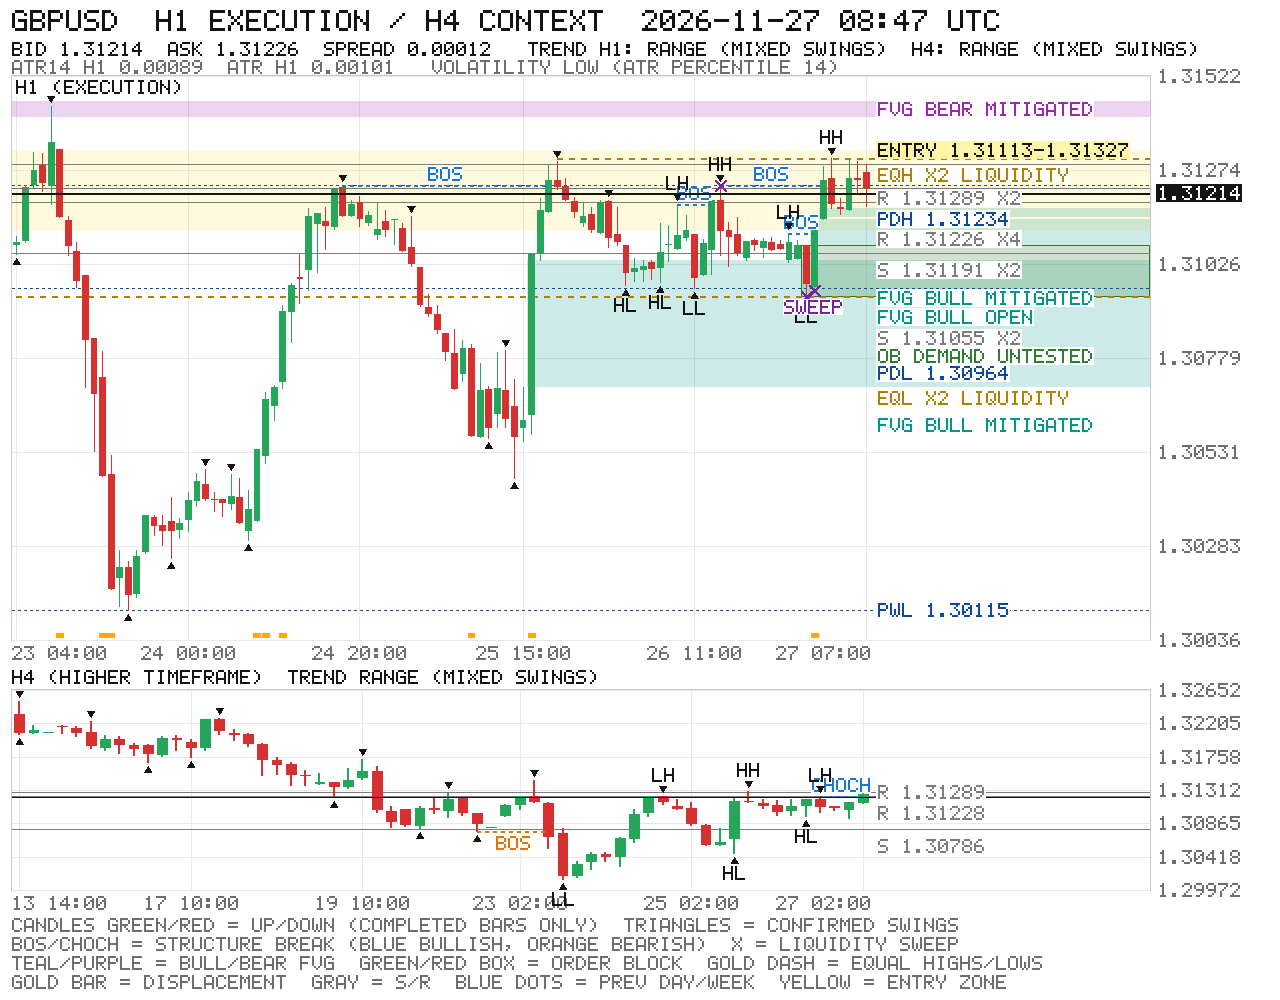 GBPUSD  H1 EXECUTION / H4 CONTEXT  2026-11-27 08:47 UTC
BID 1.31214  ASK 1.31226  SPREAD 0.00012  TREND H1: RANGE (MIXED SWINGS)  H4: RANGE (MIXED SWINGS)
ATR14 H1 0.00089  ATR H1 0.00101  VOLATILITY LOW (ATR PERCENTILE 14)
1.31522
H1 (EXECUTION)
FVG BEAR MITIGATED
HH
ENTRY 1.31113-1.31327
HH
1.31274
BOS
BOS
EQH X2 LIQUIDITY
LH
BOS
1.31214
R 1.31289 X2
LH
PDH 1.31234
BOS
R 1.31226 X4
1.31026
S 1.31191 X2
HL
HL
LL
SWEEP
LL
FVG BULL MITIGATED
FVG BULL OPEN
S 1.31055 X2
OB DEMAND UNTESTED
1.30779
PDL 1.30964
EQL X2 LIQUIDITY
FVG BULL MITIGATED
1.30531
1.30283
PWL 1.30115
1.30036
23 04:00  24 00:00  24 20:00  25 15:00  26 11:00  27 07:00
H4 (HIGHER TIMEFRAME)  TREND RANGE (MIXED SWINGS)
1.32652
1.32205
1.31758
LH
HH
LH
CHOCH
R 1.31289
1.31312
R 1.31228
1.30865
BOS
HL
S 1.30786
1.30418
HL
LL
1.29972
13 14:00  17 10:00  19 10:00  23 02:00  25 02:00  27 02:00
CANDLES GREEN/RED = UP/DOWN (COMPLETED BARS ONLY)  TRIANGLES = CONFIRMED SWINGS
BOS/CHOCH = STRUCTURE BREAK (BLUE BULLISH, ORANGE BEARISH)  X = LIQUIDITY SWEEP
TEAL/PURPLE = BULL/BEAR FVG  GREEN/RED BOX = ORDER BLOCK  GOLD DASH = EQUAL HIGHS/LOWS
GOLD BAR = DISPLACEMENT  GRAY = S/R  BLUE DOTS = PREV DAY/WEEK  YELLOW = ENTRY ZONE